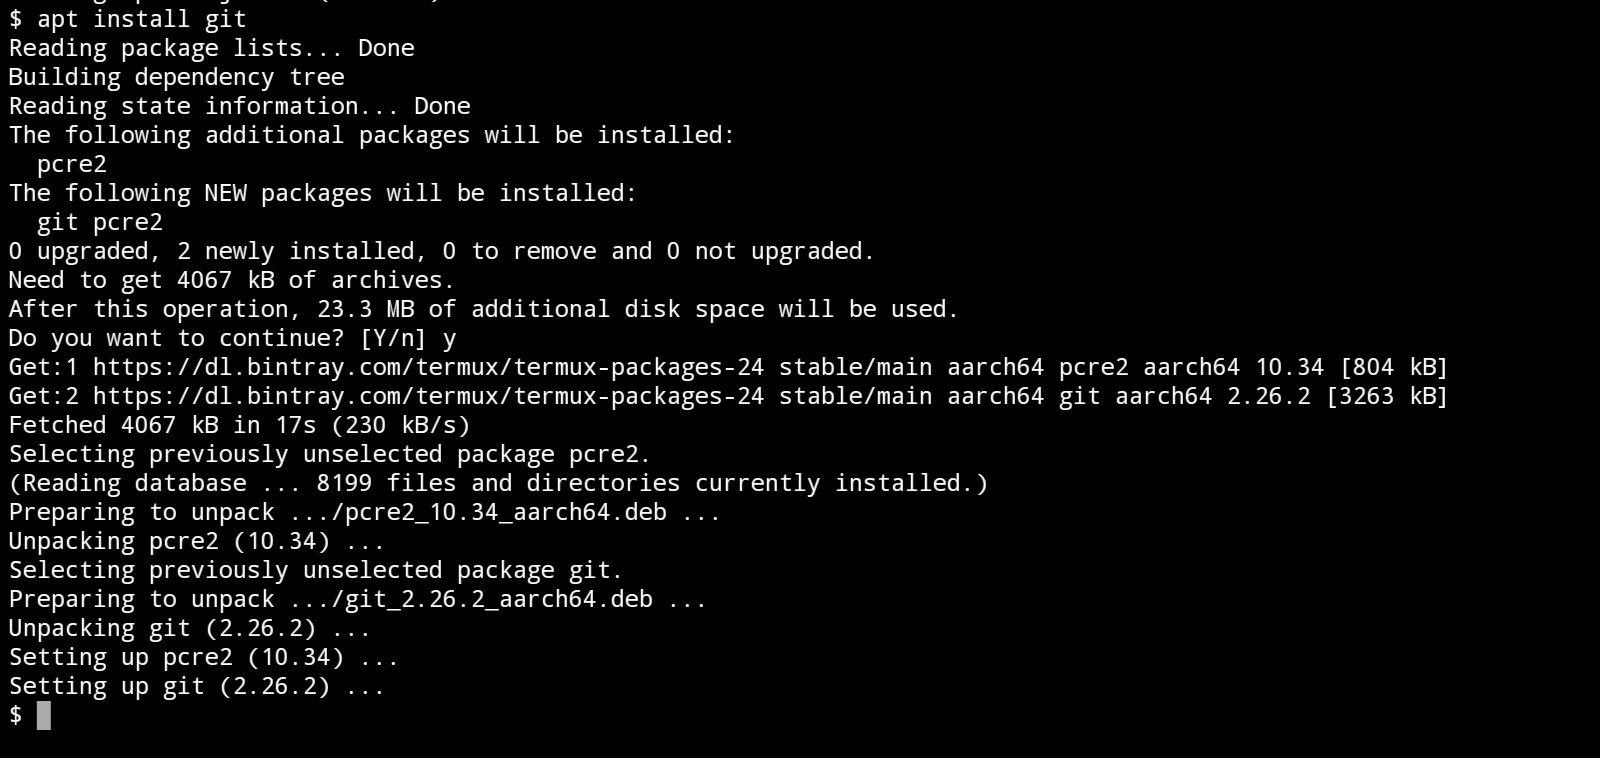 $ apt install git
Reading package lists... Done
Building dependency tree
Reading state information... Done
The following additional packages will be installed:
  pcre2
The following NEW packages will be installed:
  git pcre2
0 upgraded, 2 newly installed, 0 to remove and 0 not upgraded.
Need to get 4067 kB of archives.
After this operation, 23.3 MB of additional disk space will be used.
Do you want to continue? [Y/n] y
Get:1 https://dl.bintray.com/termux/termux-packages-24 stable/main aarch64 pcre2 aarch64 10.34 [804 kB]
Get:2 https://dl.bintray.com/termux/termux-packages-24 stable/main aarch64 git aarch64 2.26.2 [3263 kB]
Fetched 4067 kB in 17s (230 kB/s)
Selecting previously unselected package pcre2.
(Reading database ... 8199 files and directories currently installed.)
Preparing to unpack .../pcre2_10.34_aarch64.deb ...
Unpacking pcre2 (10.34) ...
Selecting previously unselected package git.
Preparing to unpack .../git_2.26.2_aarch64.deb ...
Unpacking git (2.26.2) ...
Setting up pcre2 (10.34) ...
Setting up git (2.26.2) ...
$